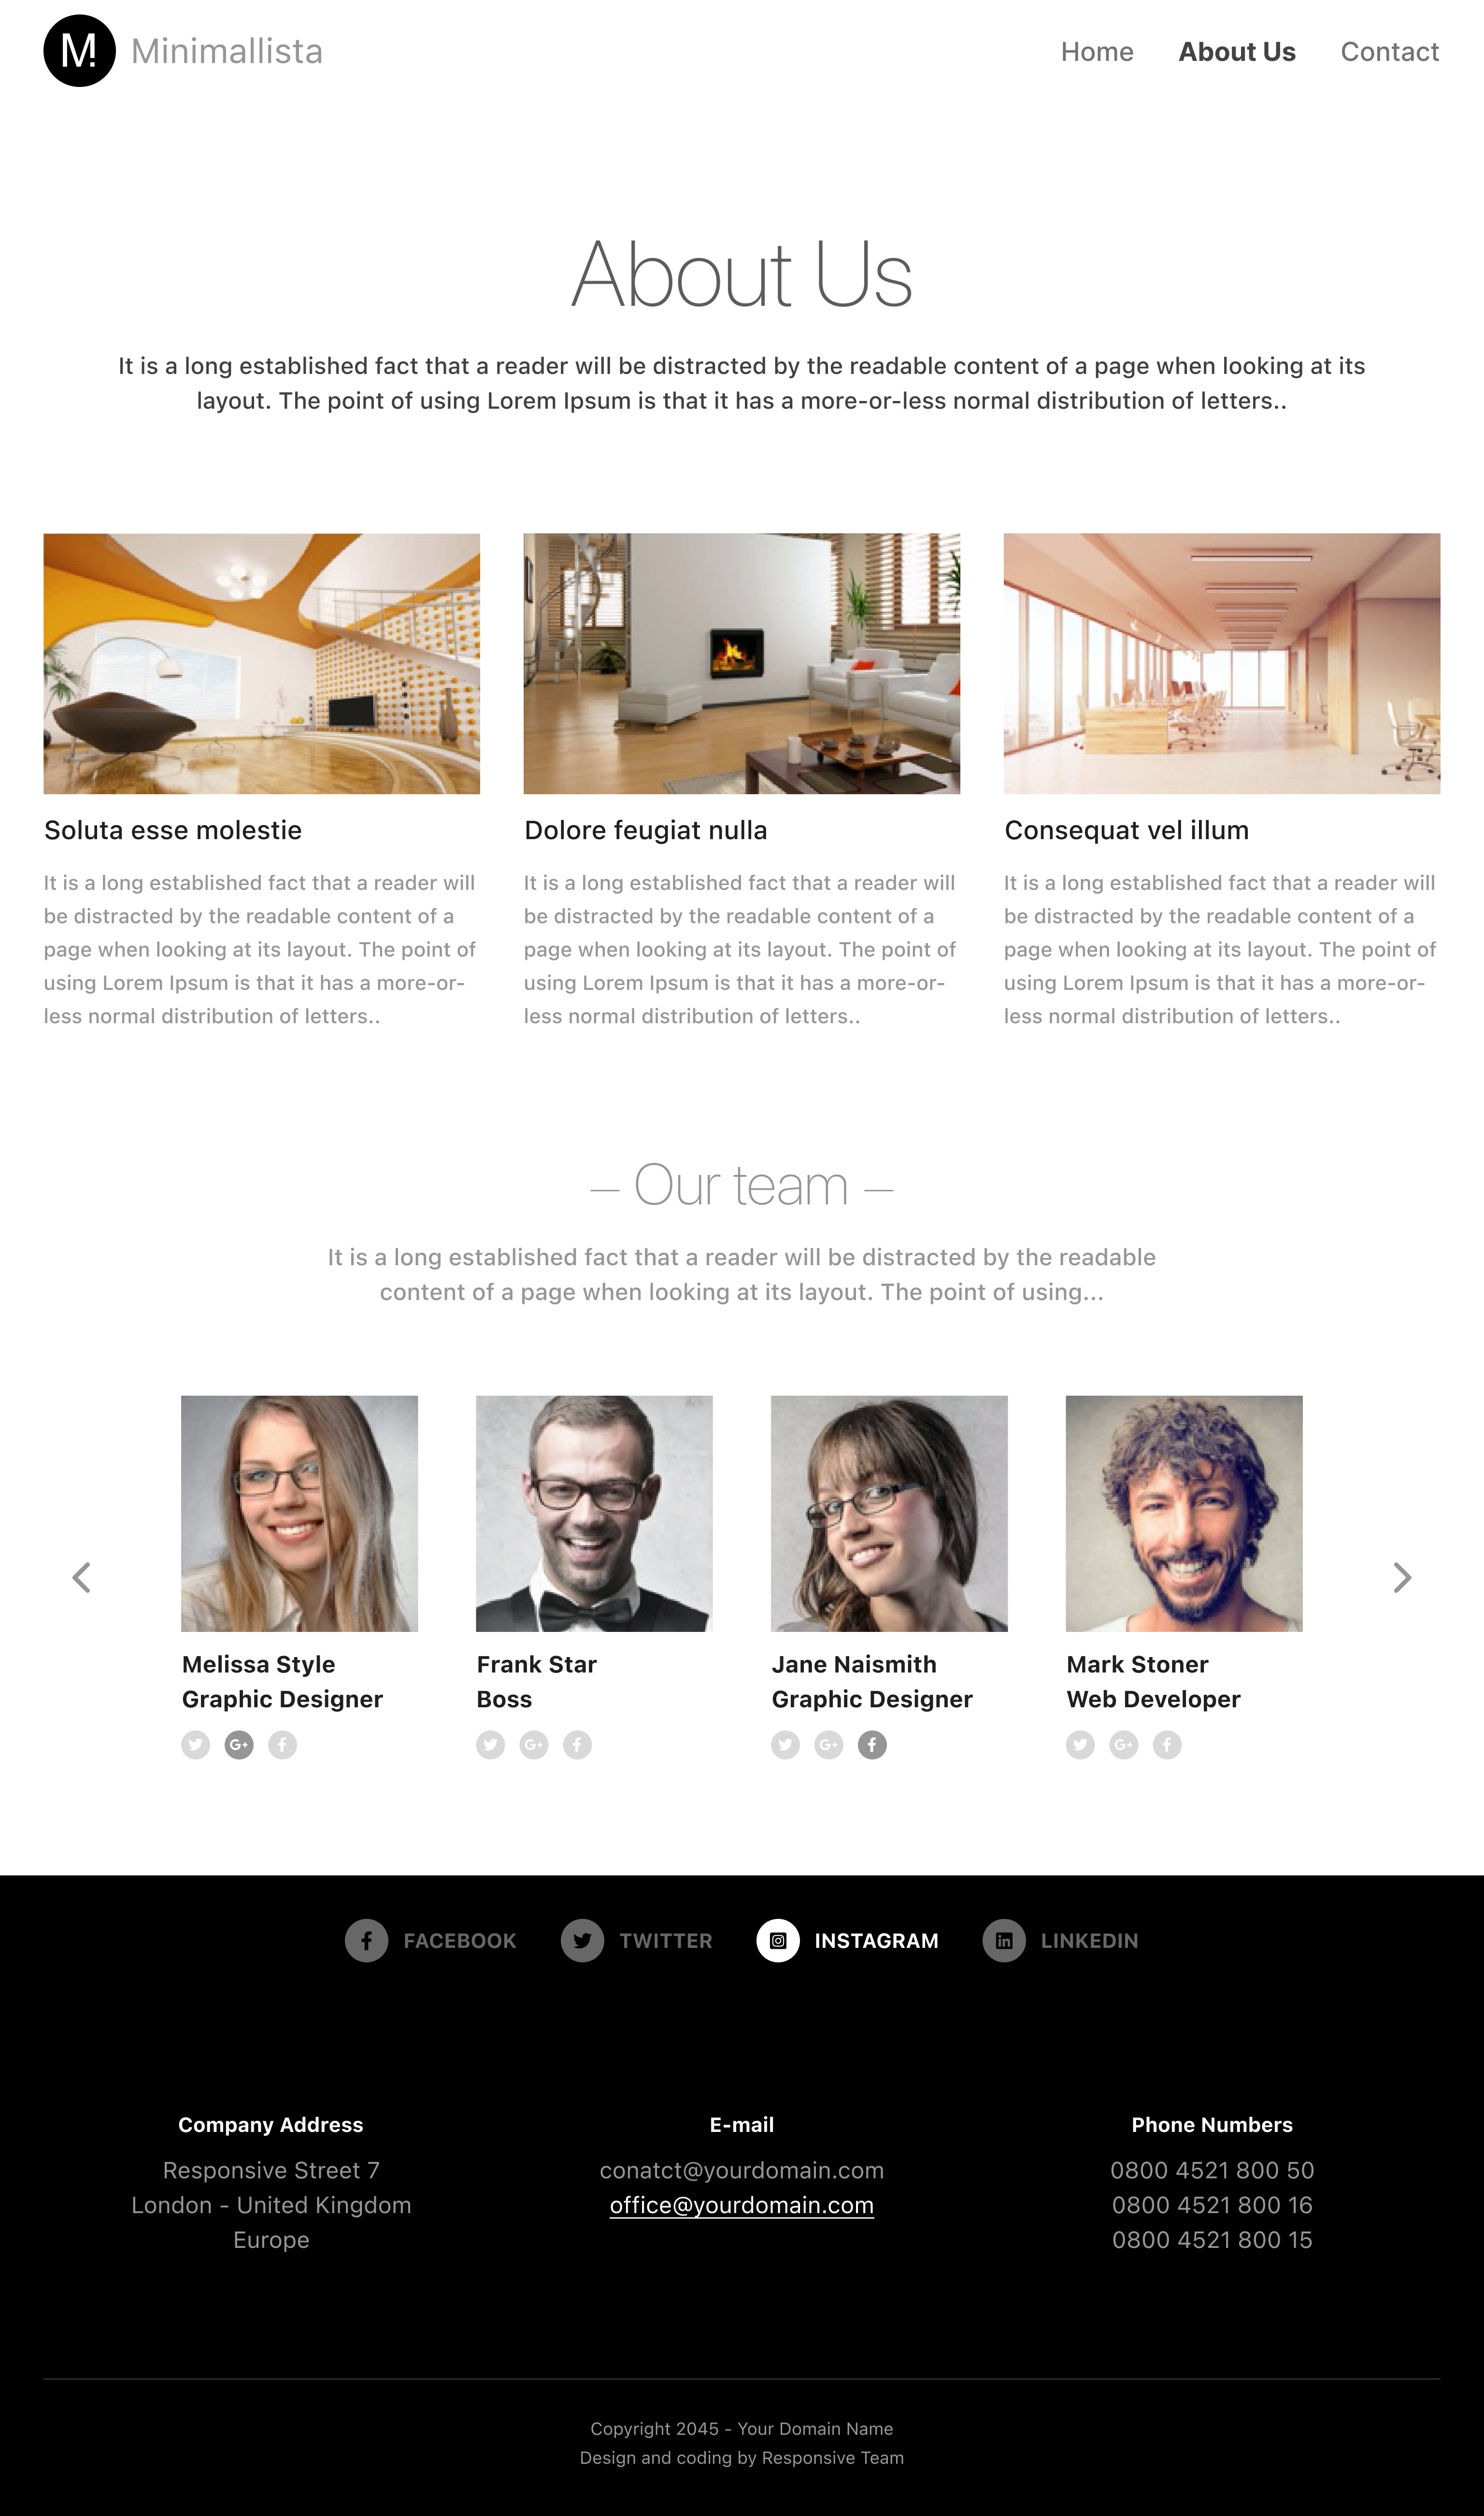 M! Minimallista
Home About Us Contact
About Us
It is a long established fact that a reader will be distracted by the readable content of a page when looking at its
layout. The point of using Lorem Ipsum is that it has a more-or-less normal distribution of letters..
Soluta esse molestie
It is a long established fact that a reader will
be distracted by the readable content of a
page when looking at its layout. The point of
using Lorem Ipsum is that it has a more-or-
less normal distribution of letters..
Dolore feugiat nulla
It is a long established fact that a reader will
be distracted by the readable content of a
page when looking at its layout. The point of
using Lorem Ipsum is that it has a more-or-
less normal distribution of letters..
Consequat vel illum
It is a long established fact that a reader will
be distracted by the readable content of a
page when looking at its layout. The point of
using Lorem Ipsum is that it has a more-or-
less normal distribution of letters..
– Our team –
It is a long established fact that a reader will be distracted by the readable
content of a page when looking at its layout. The point of using...
Melissa Style
Graphic Designer
G+
Frank Star
Boss
G+
Jane Naismith
Graphic Designer
G+
Mark Stoner
Web Developer
G+
FACEBOOK TWITTER INSTAGRAM LINKEDIN
Company Address
Responsive Street 7
London - United Kingdom
Europe
E-mail
conatct@yourdomain.com
office@yourdomain.com
Phone Numbers
0800 4521 800 50
0800 4521 800 16
0800 4521 800 15
Copyright 2045 - Your Domain Name
Design and coding by Responsive Team